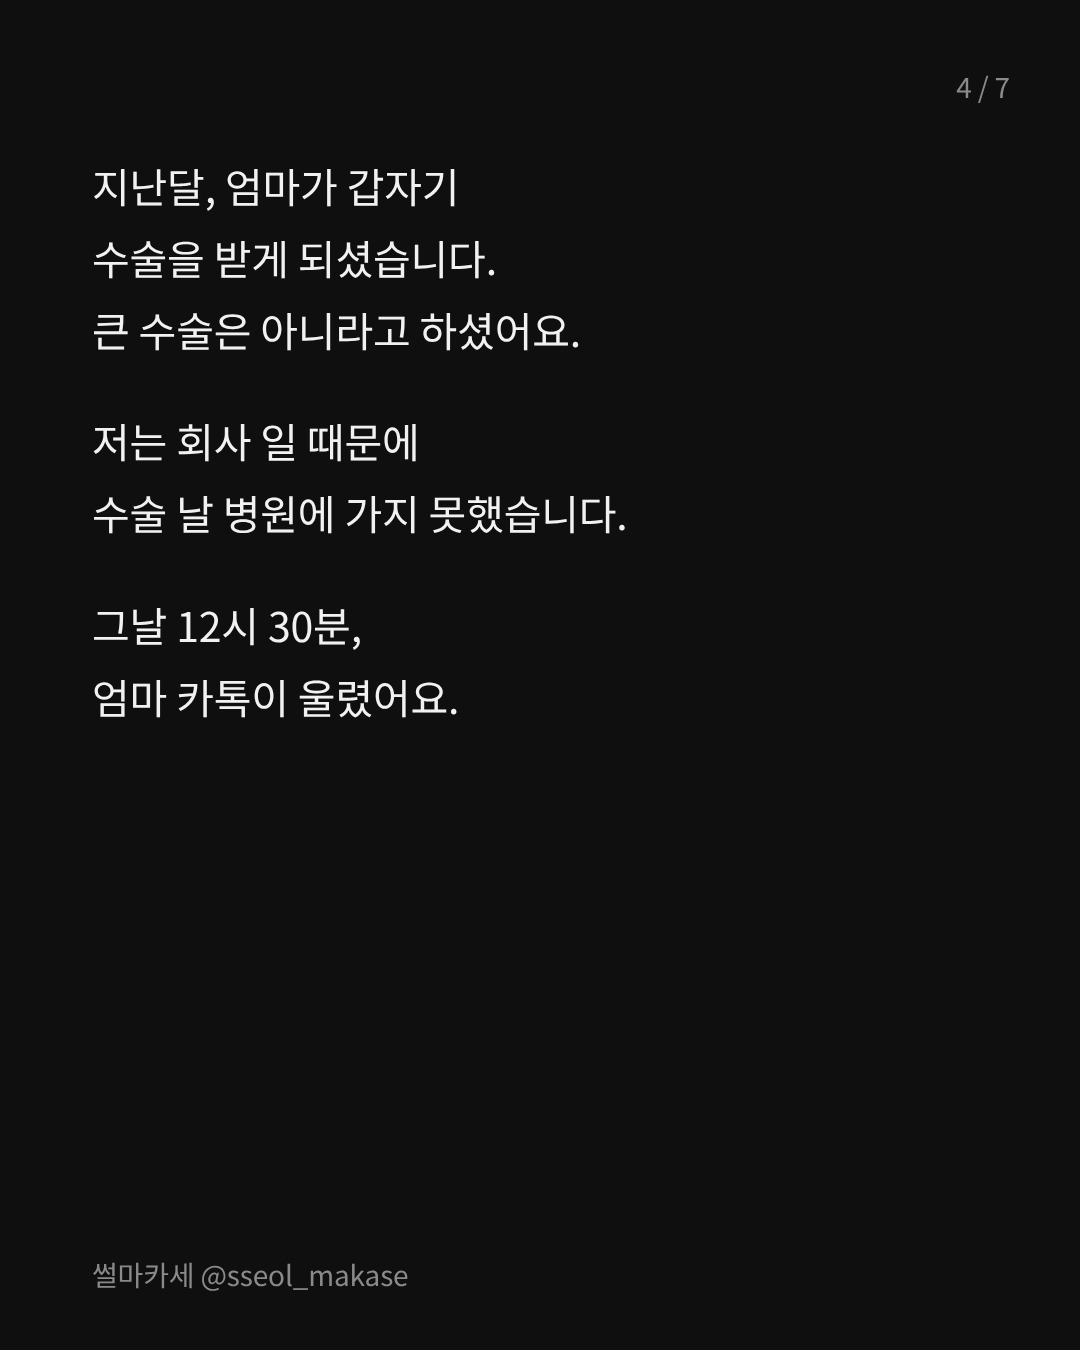 4 / 7
지난달, 엄마가 갑자기
수술을 받게 되셨습니다.
큰 수술은 아니라고 하셨어요.
저는 회사 일 때문에
수술 날 병원에 가지 못했습니다.
그날 12시 30분,
엄마 카톡이 울렸어요.
썰마카세 @sseol_makase